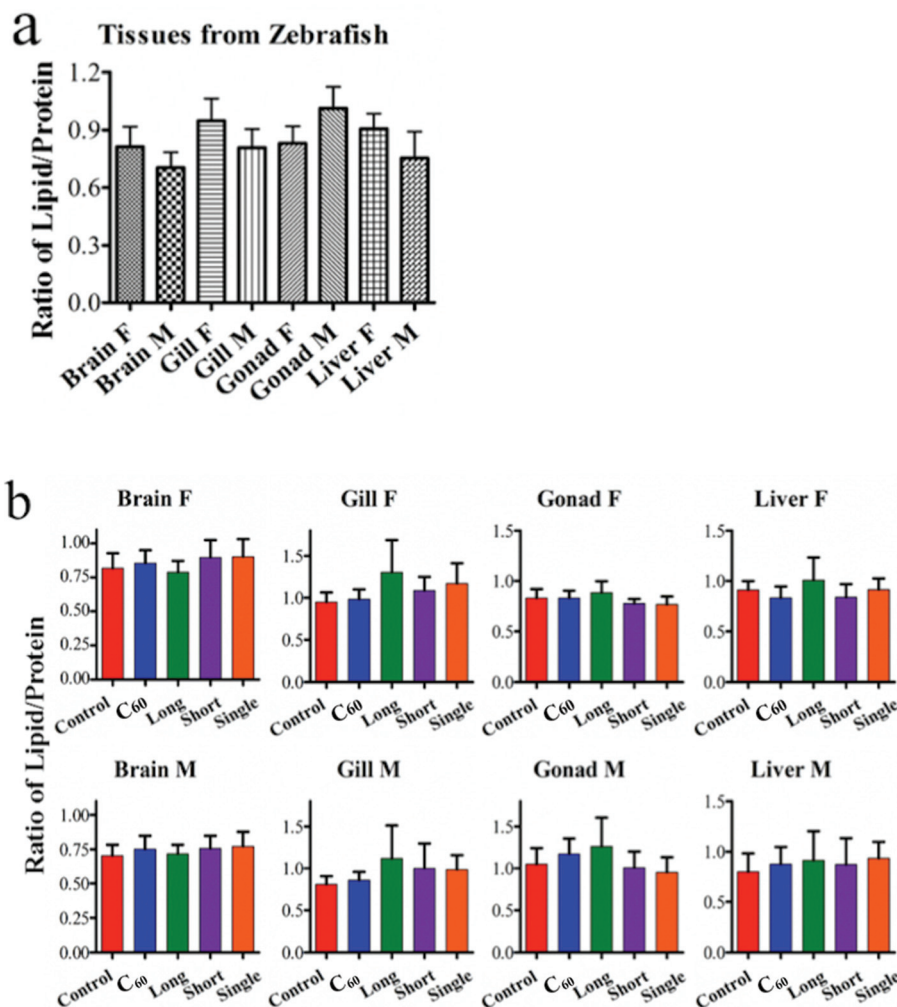 a
Tissues from Zebrafish
Ratio of Lipid/Protein
1.2
0.9
0.6
0.3
0.0
Brain F
Brain M
Gill F
Gill M
Gonad F
Gonad M
Liver F
Liver M
b
Ratio of Lipid/Protein
Brain F
1.00
0.75
0.50
0.25
0.00
Control
C60
Long
Short
Single
Gill F
1.5
1.0
0.5
0.0
Control
C60
Long
Short
Single
Gonad F
1.5
1.0
0.5
0.0
Control
C60
Long
Short
Single
Liver F
1.5
1.0
0.5
0.0
Control
C60
Long
Short
Single
Brain M
1.00
0.75
0.50
0.25
0.00
Control
C60
Long
Short
Single
Gill M
1.5
1.0
0.5
0.0
Control
C60
Long
Short
Single
Gonad M
1.5
1.0
0.5
0.0
Control
C60
Long
Short
Single
Liver M
1.5
1.0
0.5
0.0
Control
C60
Long
Short
Single